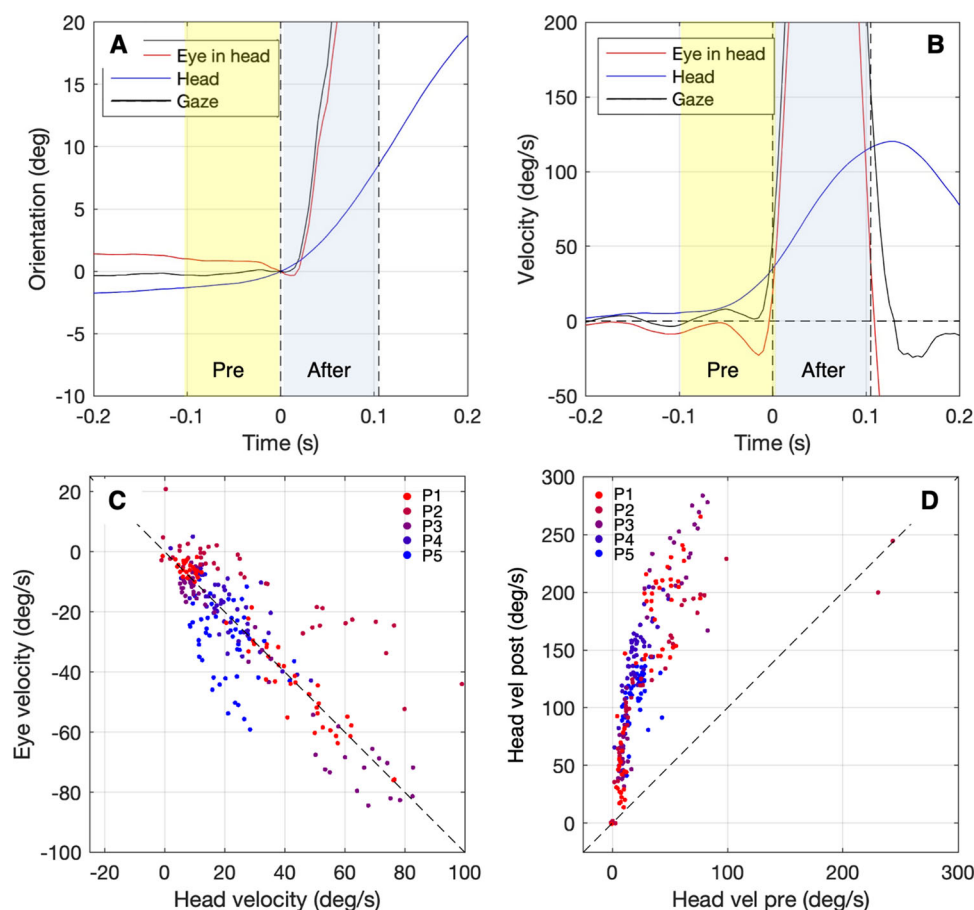 A
Eye in head
Head
Gaze
20
15
10
5
0
-5
-10
Orientation (deg)
Pre
After
-0.2
-0.1
0
0.1
0.2
Time (s)
B
Eye in head
Head
Gaze
200
150
100
50
0
-50
Velocity (deg/s)
Pre
After
-0.2
-0.1
0
0.1
0.2
Time (s)
C
P1
P2
P3
P4
P5
20
0
-20
-40
-60
-80
-100
Eye velocity (deg/s)
-20
0
20
40
60
80
100
Head velocity (deg/s)
D
P1
P2
P3
P4
P5
300
250
200
150
100
50
0
Head vel post (deg/s)
0
100
200
300
Head vel pre (deg/s)